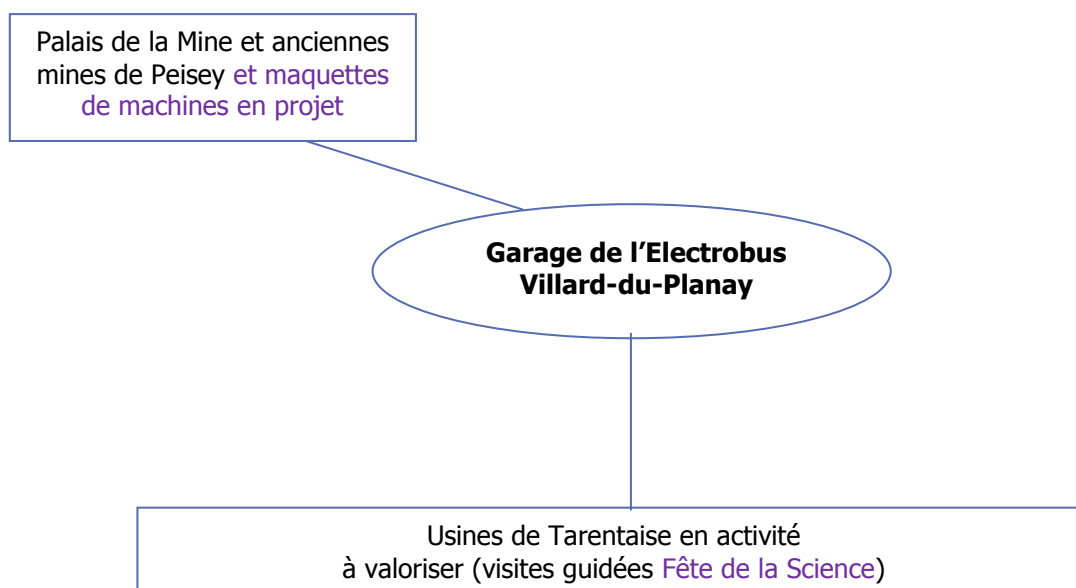 Palais de la Mine et anciennes
mines de Peisey et maquettes
de machines en projet
Garage de l’Electrobus
Villard-du-Planay
Usines de Tarentaise en activité
à valoriser (visites guidées Fête de la Science)